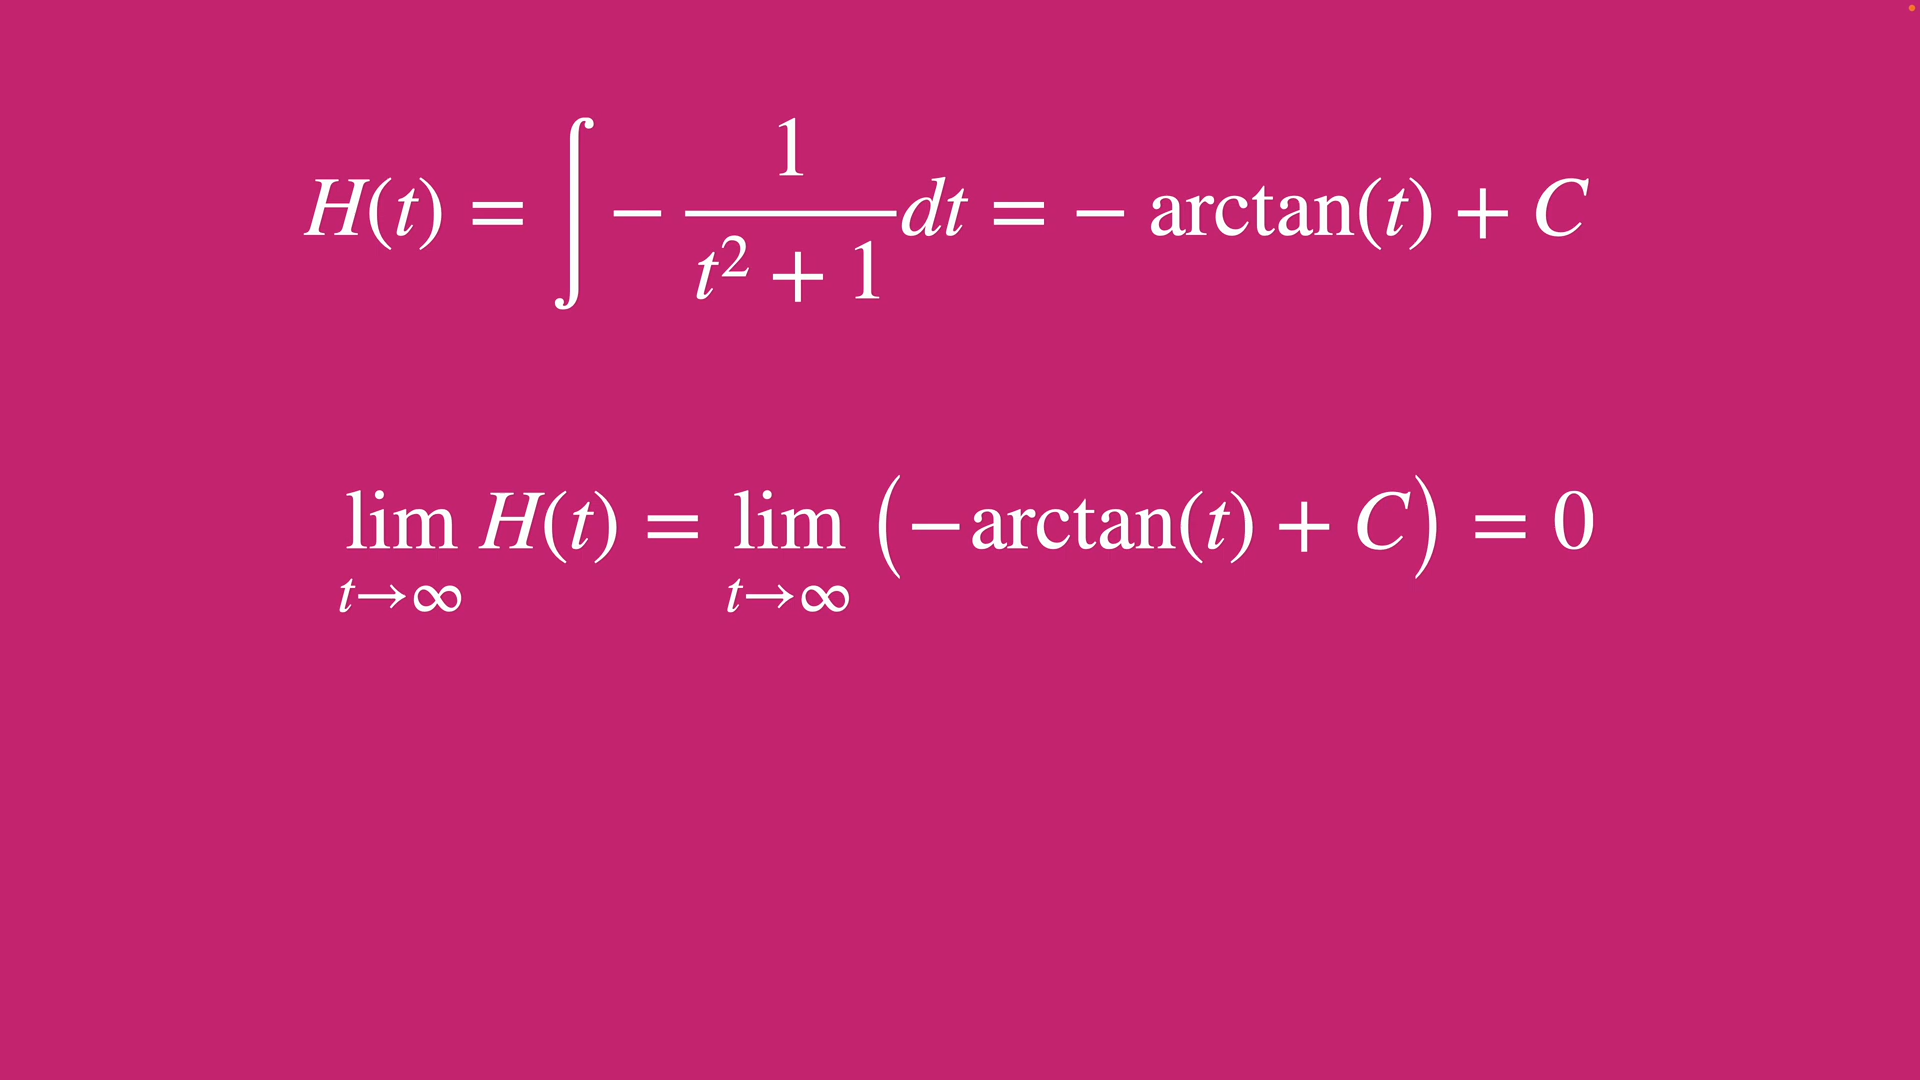 H(t) = ∫ − 1/(t² + 1) dt = − arctan(t) + C
lim_{t→∞} H(t) = lim_{t→∞} (−arctan(t) + C) = 0